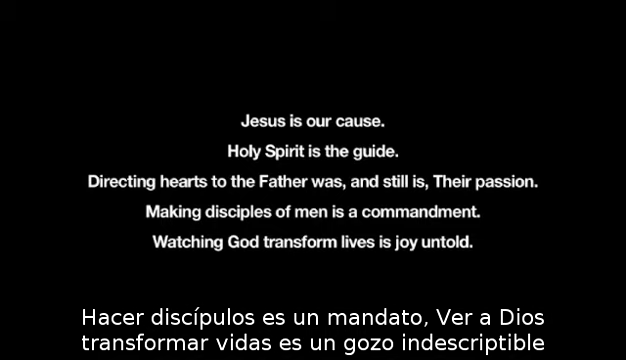 Jesus is our cause.
Holy Spirit is the guide.
Directing hearts to the Father was, and still is, Their passion.
Making disciples of men is a commandment.
Watching God transform lives is joy untold.
Hacer discípulos es un mandato, Ver a Dios
transformar vidas es un gozo indescriptible